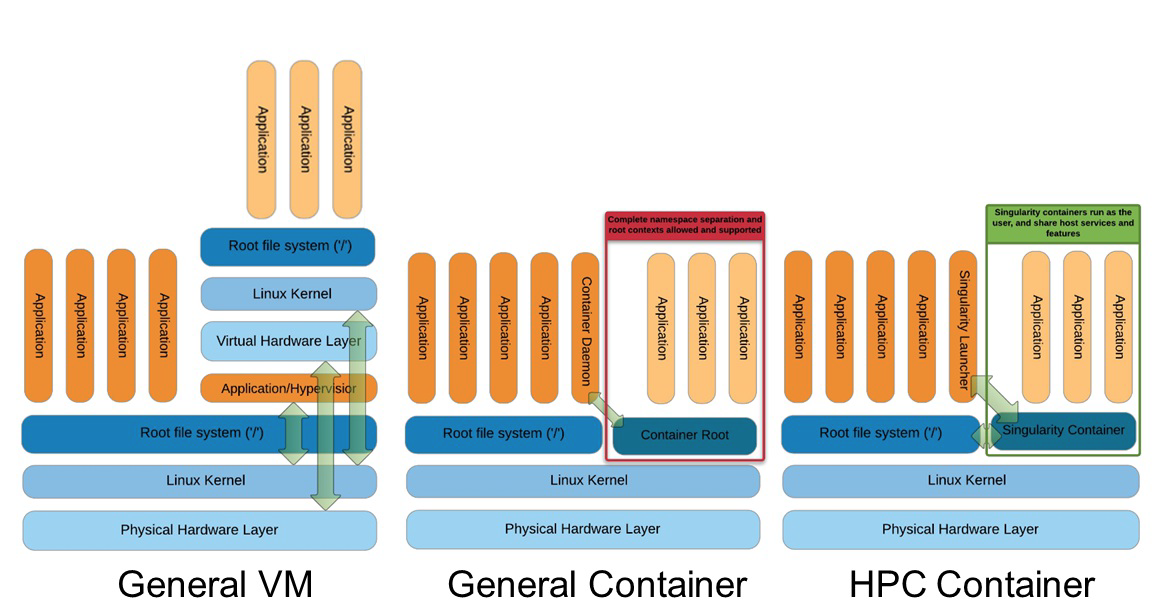 Application
Application
Application
Root file system ('/')
Linux Kernel
Virtual Hardware Layer
Application/Hypervisior
Application
Application
Application
Application
Root file system ('/')
Linux Kernel
Physical Hardware Layer
General VM
Complete namespace separation and
root contexts allowed and supported
Application
Application
Application
Application
Container Daemon
Application
Application
Application
Root file system ('/')
Container Root
Linux Kernel
Physical Hardware Layer
General Container
Singularity containers run as the
user, and share host services and
features
Application
Application
Application
Application
Singularity Launcher
Application
Application
Application
Root file system ('/')
Singularity Container
Linux Kernel
Physical Hardware Layer
HPC Container